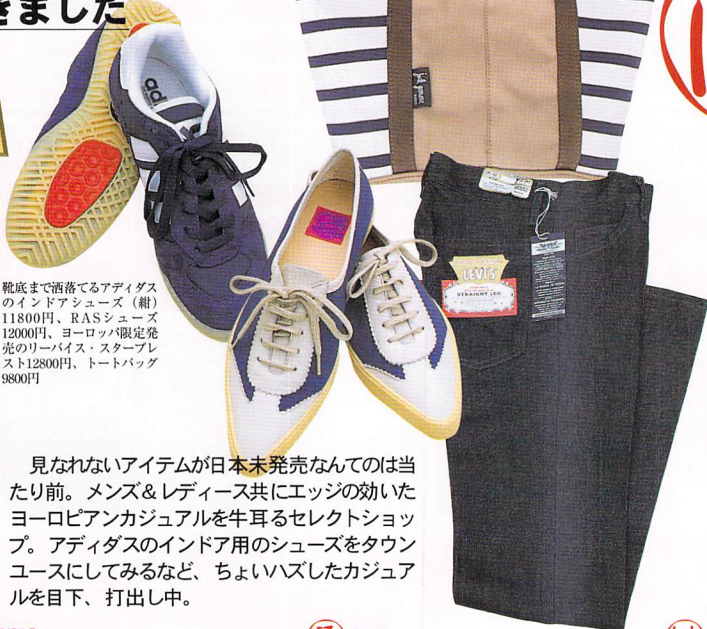 きました
adi
LEVI'S
STRAIGHT LEG
靴底まで洒落てるアディダス
のインドアシューズ（紺）
11800円、RASシューズ
12000円、ヨーロッパ限定発
売のリーバイス・スタープレ
スト12800円、トートバッグ
9800円
見なれないアイテムが日本未発売なんてのは当
たり前。メンズ&レディース共にエッジの効いた
ヨーロピアンカジュアルを牛耳るセレクトショッ
プ。アディダスのインドア用のシューズをタウン
ユースにしてみるなど、ちょいハズしたカジュア
ルを目下、打出し中。